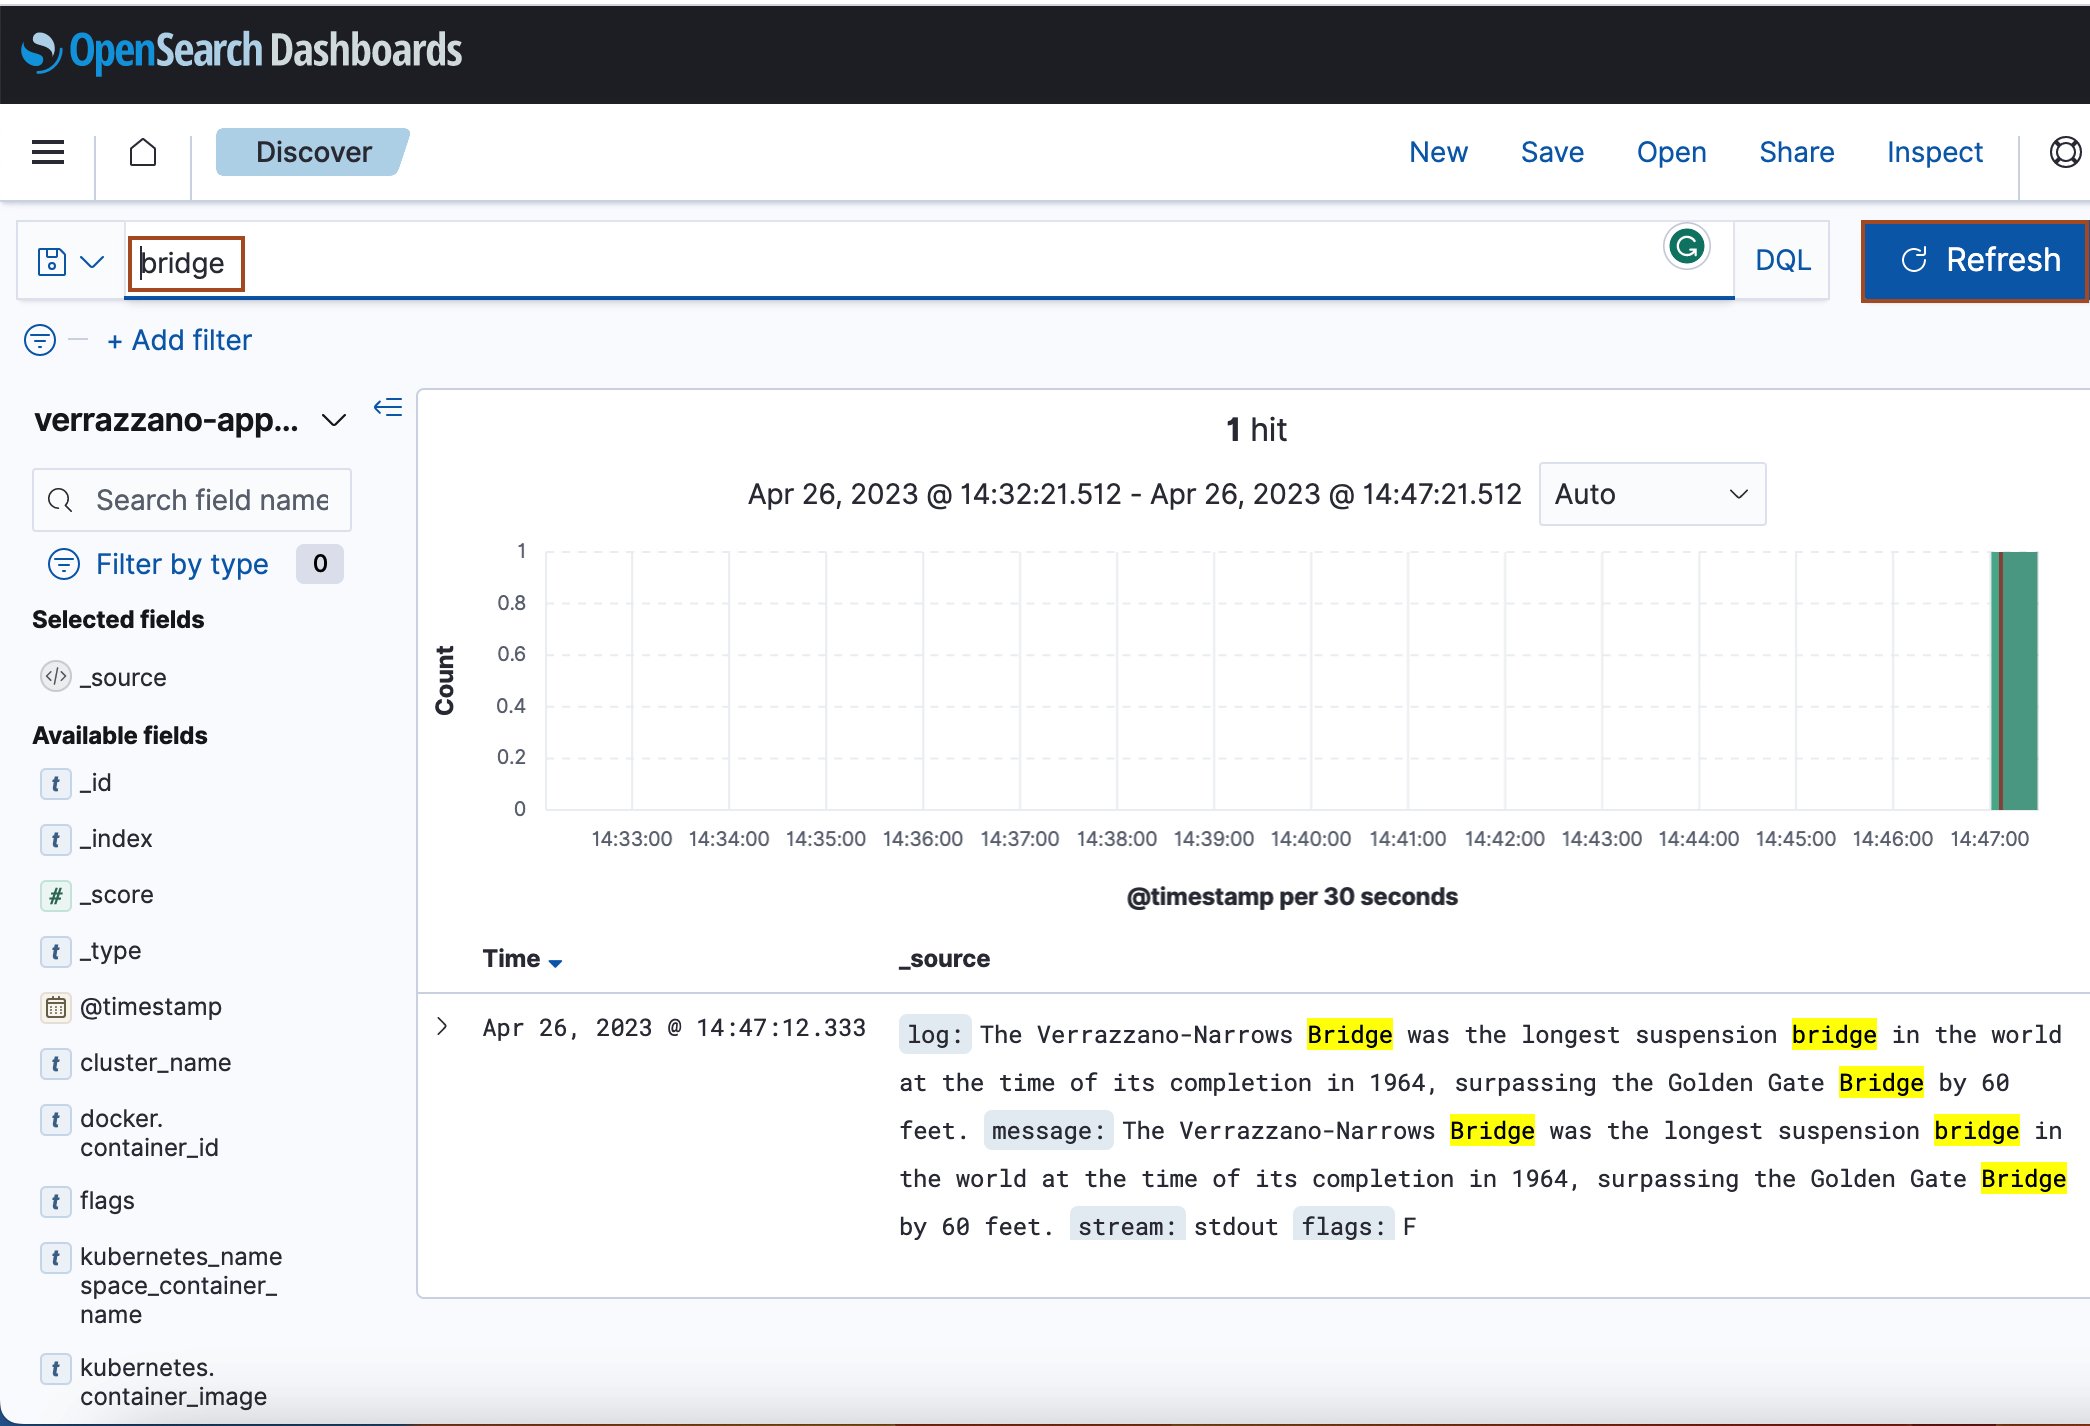 OpenSearch Dashboards
Discover
New Save Open Share Inspect
bridge
DQL
Refresh
+ Add filter
verrazzano-app...
Search field name
Filter by type 0
Selected fields
</> _source
Available fields
t _id
t _index
# _score
t _type
@timestamp
t cluster_name
t docker.
container_id
t flags
t kubernetes_name
space_container_
name
t kubernetes.
container_image
1 hit
Apr 26, 2023 @ 14:32:21.512 - Apr 26, 2023 @ 14:47:21.512 Auto
Count
1
0.8
0.6
0.4
0.2
0
14:33:00 14:34:00 14:35:00 14:36:00 14:37:00 14:38:00 14:39:00 14:40:00 14:41:00 14:42:00 14:43:00 14:44:00 14:45:00 14:46:00 14:47:00
@timestamp per 30 seconds
Time _source
Apr 26, 2023 @ 14:47:12.333
log: The Verrazzano-Narrows Bridge was the longest suspension bridge in the world
at the time of its completion in 1964, surpassing the Golden Gate Bridge by 60
feet. message: The Verrazzano-Narrows Bridge was the longest suspension bridge in
the world at the time of its completion in 1964, surpassing the Golden Gate Bridge
by 60 feet. stream: stdout flags: F